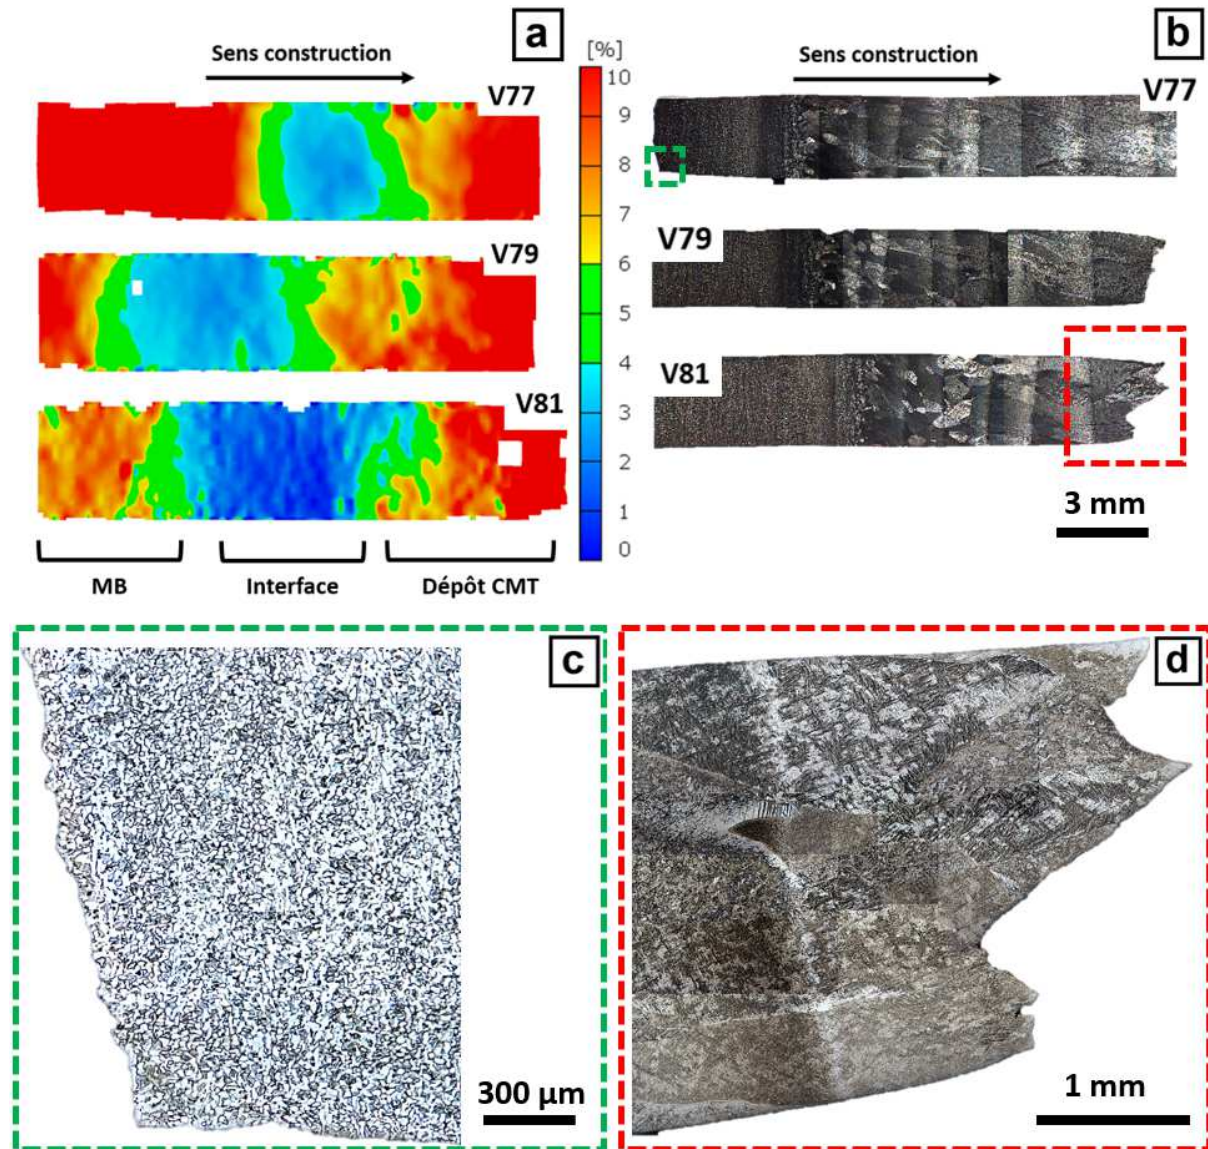 a
Sens construction
[%]
V77
10
9
8
7
6
5
4
3
2
1
0
V79
V81
MB
Interface
Dépôt CMT
b
Sens construction
V77
V79
V81
3 mm
c
300 µm
d
1 mm